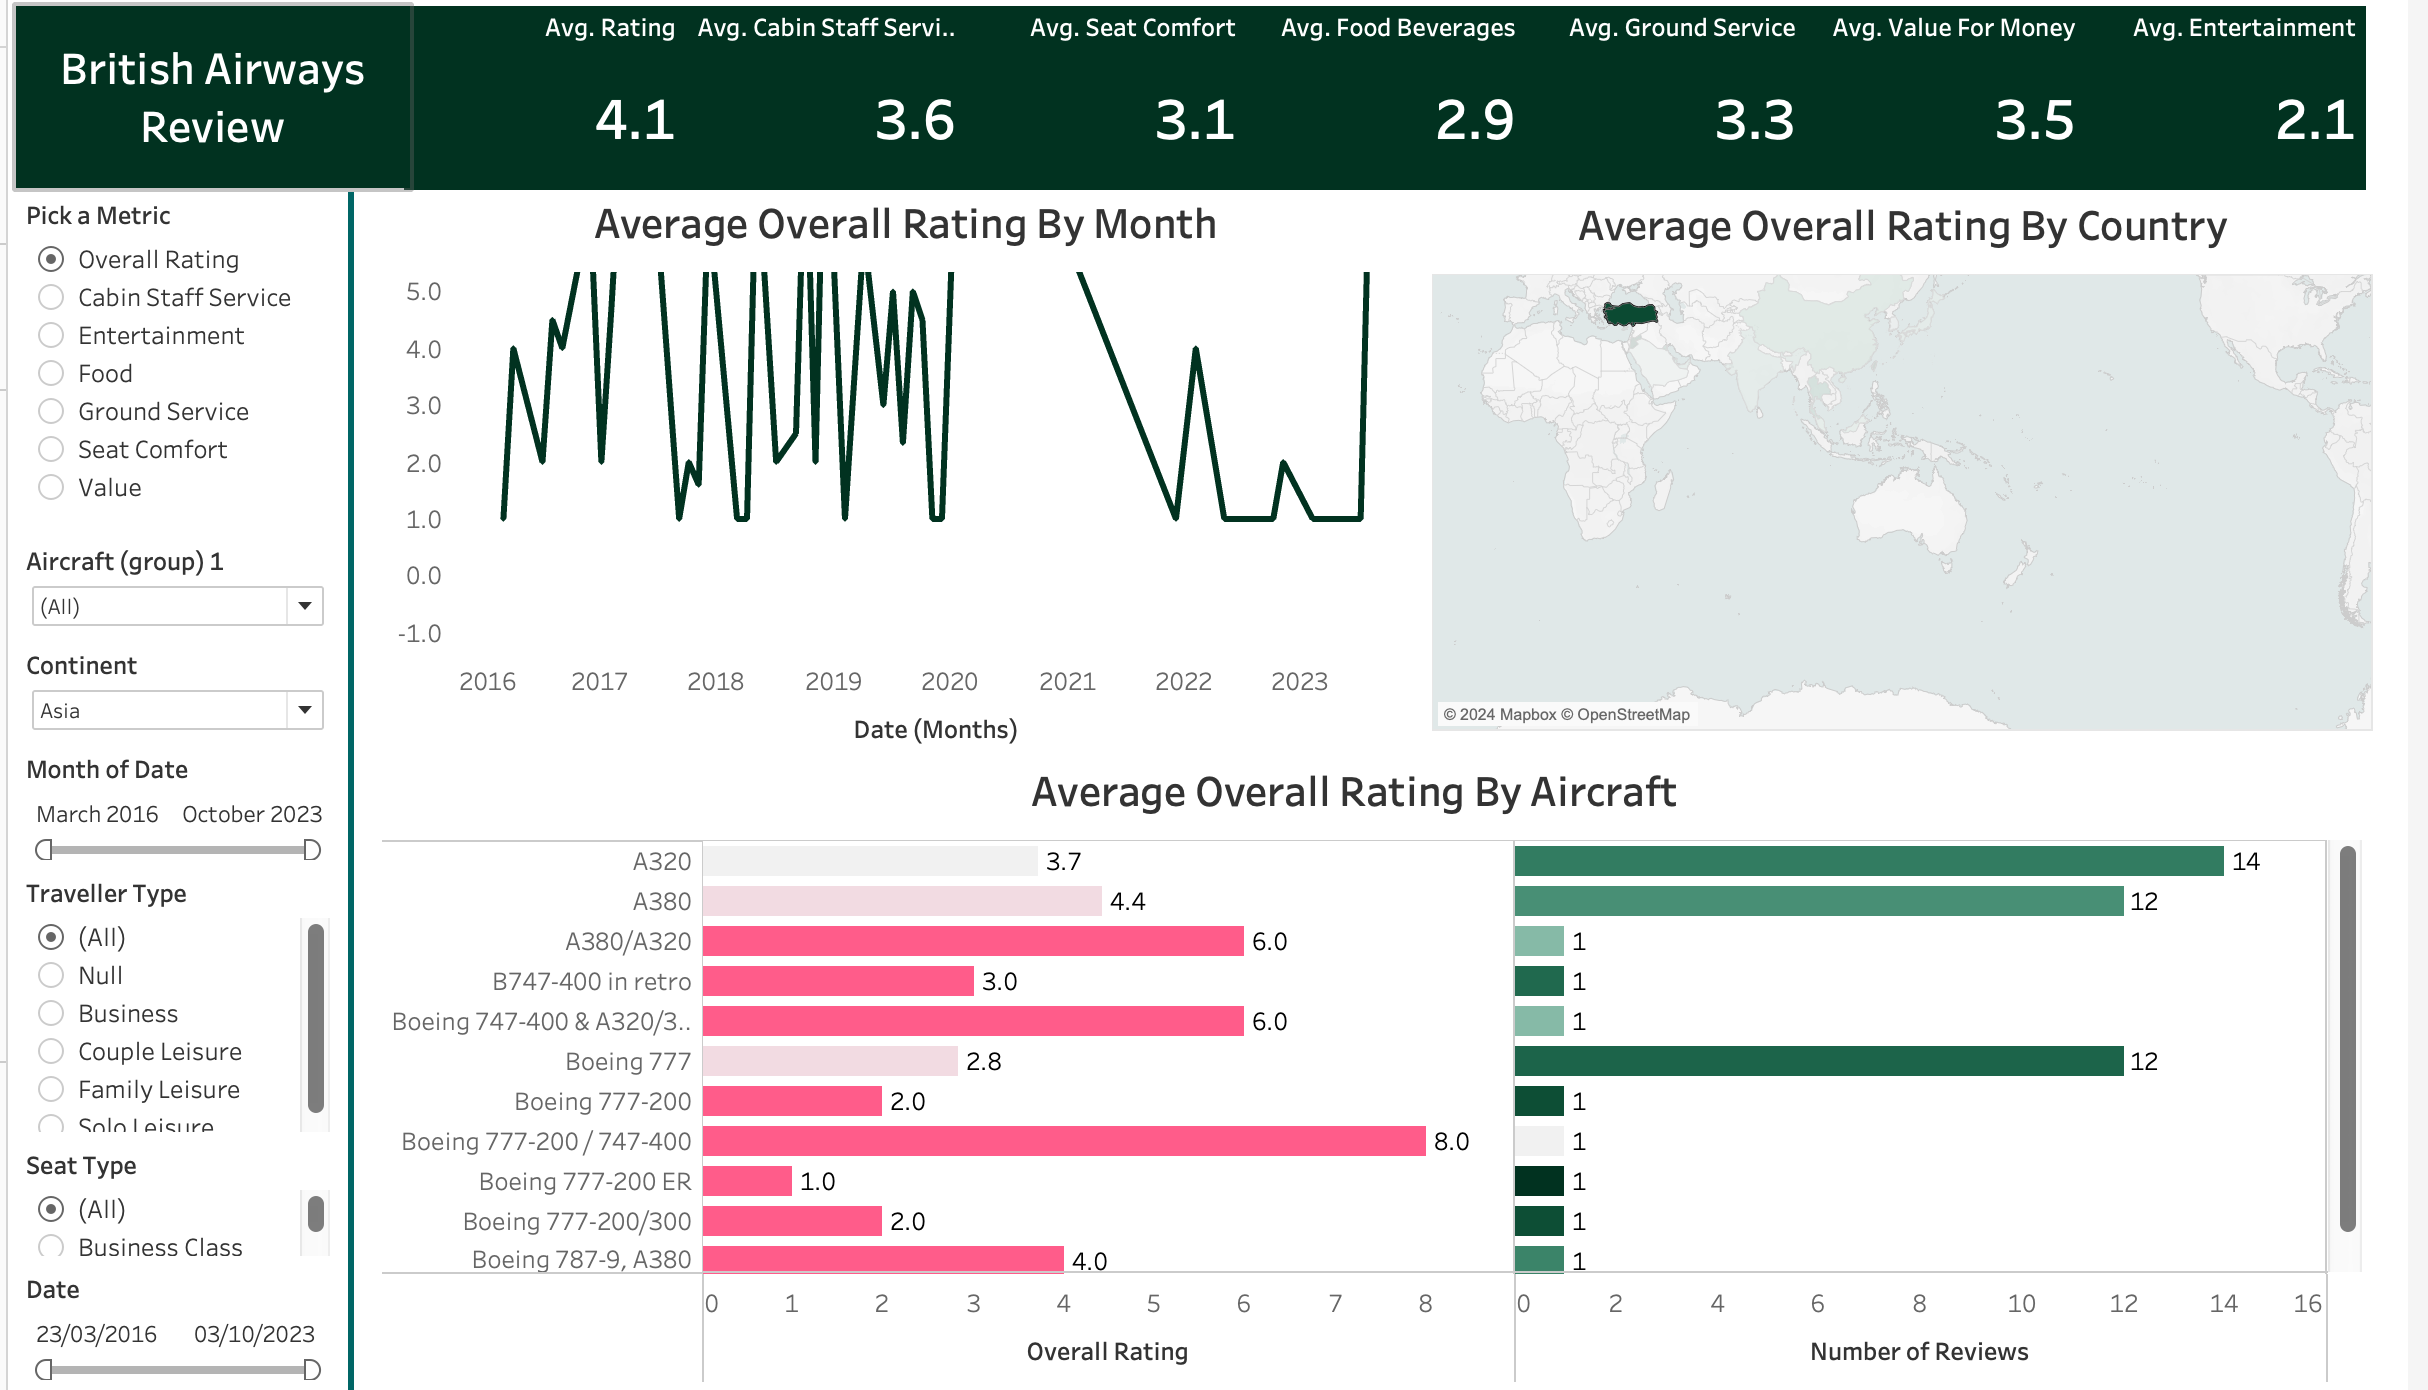 British Airways
Review
Avg. Rating
Avg. Cabin Staff Servi..
Avg. Seat Comfort
Avg. Food Beverages
Avg. Ground Service
Avg. Value For Money
Avg. Entertainment
4.1
3.6
3.1
2.9
3.3
3.5
2.1
Pick a Metric
Overall Rating
Cabin Staff Service
Entertainment
Food
Ground Service
Seat Comfort
Value
Aircraft (group) 1
(All)
Continent
Asia
Month of Date
March 2016 October 2023
Traveller Type
(All)
Null
Business
Couple Leisure
Family Leisure
Solo Leisure
Seat Type
(All)
Business Class
Date
23/03/2016 03/10/2023
Average Overall Rating By Month
5.0
4.0
3.0
2.0
1.0
0.0
-1.0
2016 2017 2018 2019 2020 2021 2022 2023
Date (Months)
Average Overall Rating By Country
© 2024 Mapbox © OpenStreetMap
Average Overall Rating By Aircraft
A320 3.7 14
A380 4.4 12
A380/A320 6.0 1
B747-400 in retro 3.0 1
Boeing 747-400 & A320/3.. 6.0 1
Boeing 777 2.8 12
Boeing 777-200 2.0 1
Boeing 777-200 / 747-400 8.0 1
Boeing 777-200 ER 1.0 1
Boeing 777-200/300 2.0 1
Boeing 787-9, A380 4.0 1
0 1 2 3 4 5 6 7 8
0 2 4 6 8 10 12 14 16
Overall Rating
Number of Reviews